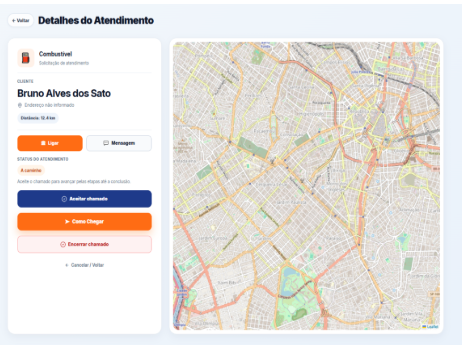 ← Voltar Detalhes do Atendimento
Combustível
Solicitação de atendimento
CLIENTE
Bruno Alves dos Sato
Endereço não informado
Distância: 12.4 km
Ligar Mensagem
STATUS DO ATENDIMENTO
A caminho
Aceite o chamado para avançar pelas etapas até a conclusão.
Aceitar chamado
Como Chegar
Encerrar chamado
× Cancelar / Voltar
Leaflet